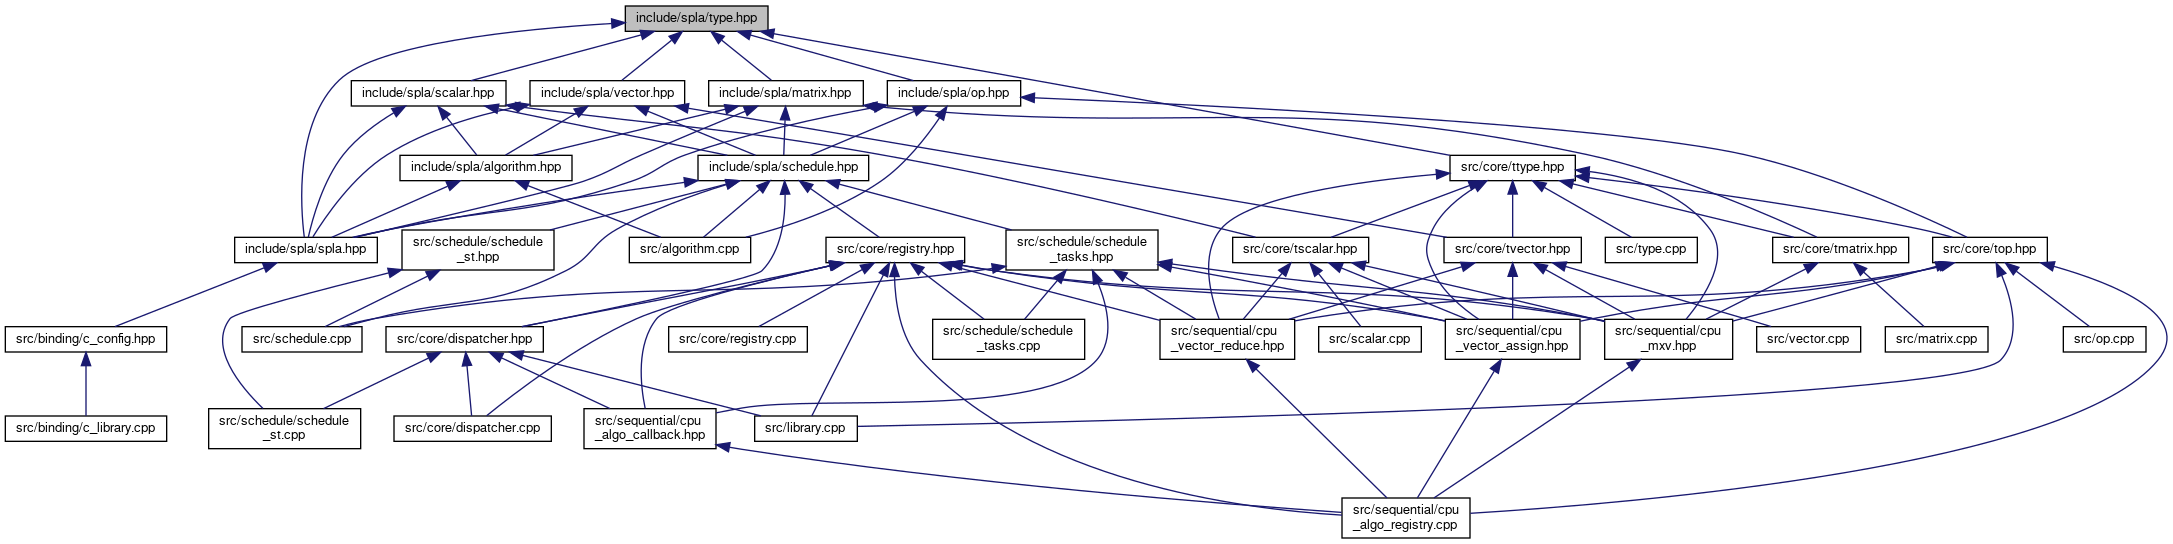 include/spla/type.hpp
include/spla/scalar.hpp
include/spla/vector.hpp
include/spla/matrix.hpp
include/spla/op.hpp
include/spla/algorithm.hpp
include/spla/schedule.hpp
src/core/ttype.hpp
include/spla/spla.hpp
src/schedule/schedule
_st.hpp
src/algorithm.cpp
src/core/registry.hpp
src/schedule/schedule
_tasks.hpp
src/core/tscalar.hpp
src/core/tvector.hpp
src/type.cpp
src/core/tmatrix.hpp
src/core/top.hpp
src/binding/c_config.hpp
src/schedule.cpp
src/core/dispatcher.hpp
src/core/registry.cpp
src/schedule/schedule
_tasks.cpp
src/sequential/cpu
_vector_reduce.hpp
src/scalar.cpp
src/sequential/cpu
_vector_assign.hpp
src/sequential/cpu
_mxv.hpp
src/vector.cpp
src/matrix.cpp
src/op.cpp
src/binding/c_library.cpp
src/schedule/schedule
_st.cpp
src/core/dispatcher.cpp
src/sequential/cpu
_algo_callback.hpp
src/library.cpp
src/sequential/cpu
_algo_registry.cpp